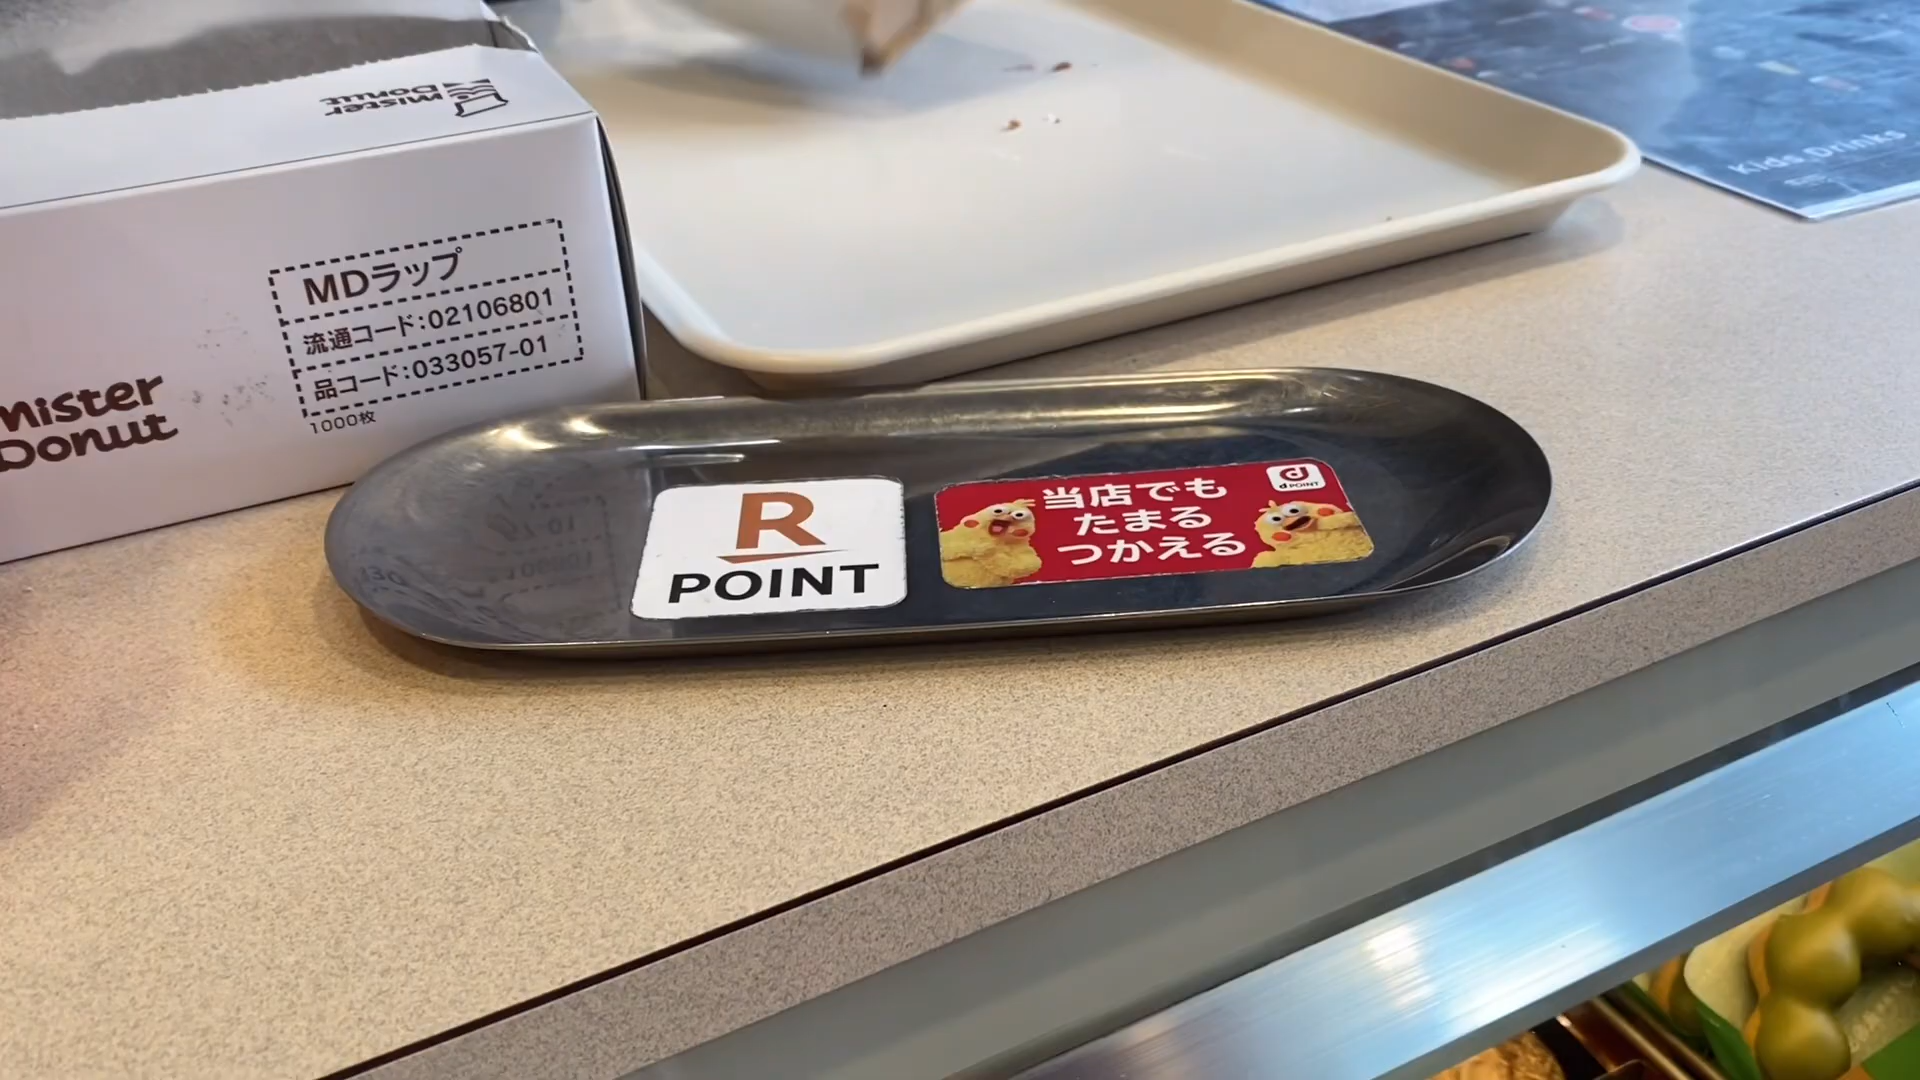 mister
Donut
MDラップ
流通コード:02106801
品コード:033057-01
1000枚
mister
Donut
Kids Drinks
R
POINT
当店でも
たまる
つかえる
d POINT